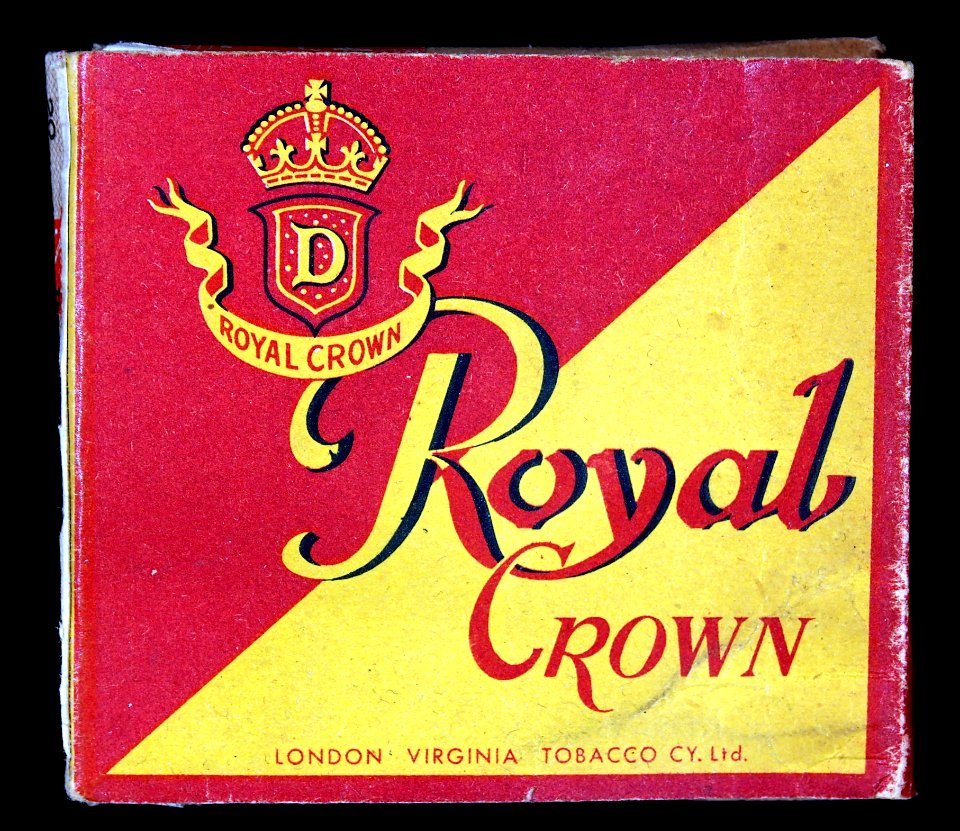 D
ROYAL CROWN
Royal
CROWN
LONDON VIRGINIA TOBACCO CY. Ltd.